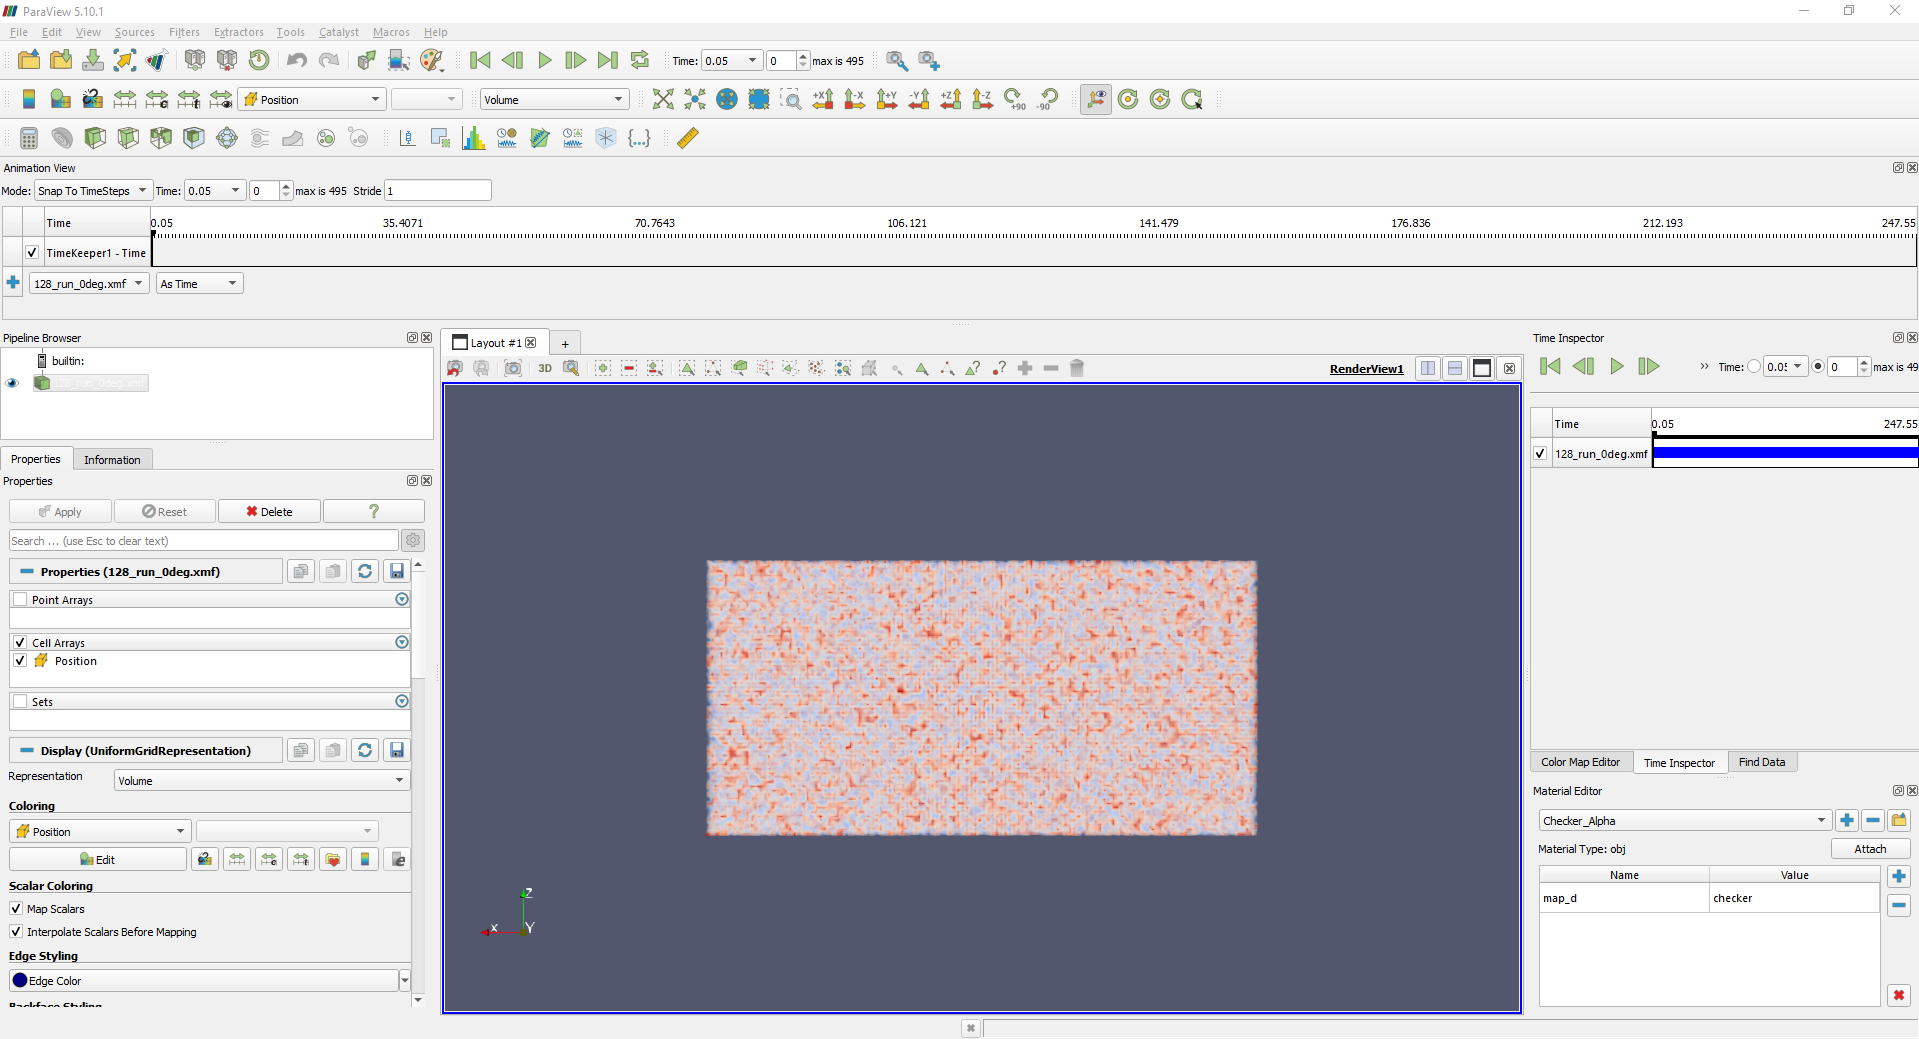 ParaView 5.10.1
File Edit View Sources Filters Extractors Tools Catalyst Macros Help
Time: 0.05 0 max is 495
Position Volume +X -X +Y -Y +Z -Z +90 -90
Animation View
Mode: Snap To TimeSteps Time: 0.05 0 max is 495 Stride 1
Time 0.05 35.4071 70.7643 106.121 141.479 176.836 212.193 247.55
TimeKeeper1 - Time
128_run_0deg.xmf As Time
Pipeline Browser
builtin:
128_run_0deg.xmf
Properties Information
Properties
Apply Reset Delete ?
Search ... (use Esc to clear text)
Properties (128_run_0deg.xmf)
Point Arrays
Cell Arrays
Position
Sets
Display (UniformGridRepresentation)
Representation Volume
Coloring
Position
Edit
Scalar Coloring
Map Scalars
Interpolate Scalars Before Mapping
Edge Styling
Edge Color
Backface Styling
Layout #1 +
3D RenderView1
Z
X Y
Time Inspector
Time: 0.05 0 max is 49
Time 0.05 247.55
128_run_0deg.xmf
Color Map Editor Time Inspector Find Data
Material Editor
Checker_Alpha
Material Type: obj Attach
Name Value
map_d checker